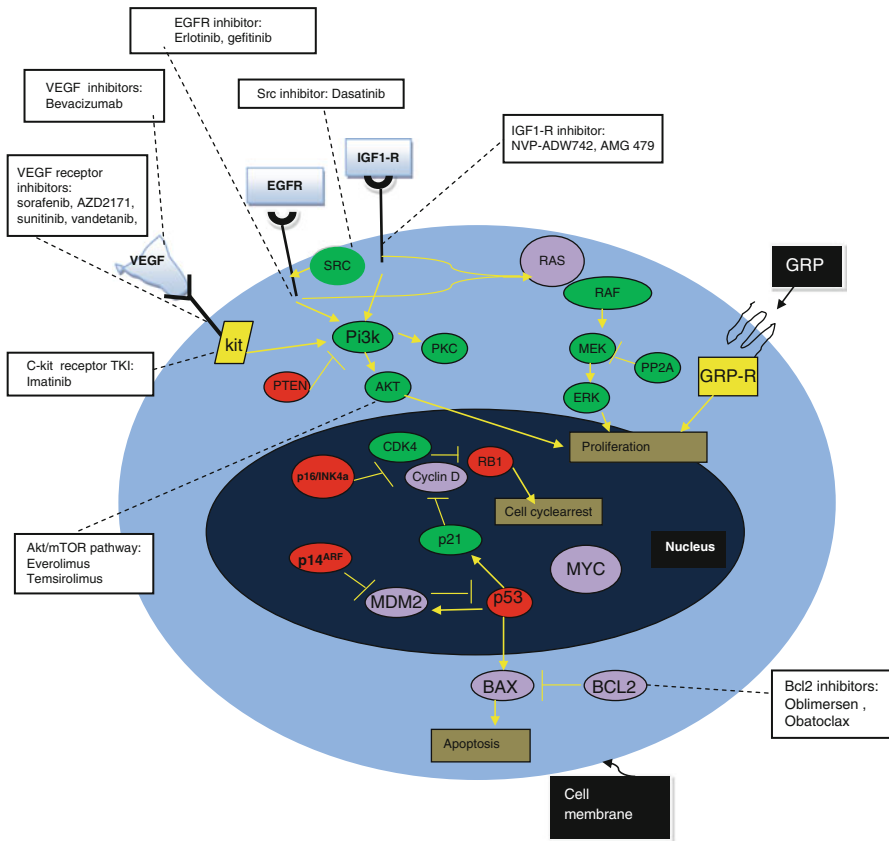 EGFR inhibitor:
Erlotinib, gefitinib
VEGF inhibitors:
Bevacizumab
Src inhibitor: Dasatinib
IGF1-R inhibitor:
NVP-ADW742, AMG 479
VEGF receptor
inhibitors:
sorafenib, AZD2171,
sunitinib, vandetanib,
IGF1-R
EGFR
VEGF
SRC
RAS
GRP
RAF
kit
Pi3k
PKC
MEK
PP2A
GRP-R
C-kit receptor TKI:
Imatinib
PTEN
AKT
ERK
Proliferation
CDK4
RB1
p16/INK4a
Cyclin D
Cell cyclearrest
p21
Akt/mTOR pathway:
Everolimus
Temsirolimus
Nucleus
p14ARF
MYC
MDM2
p53
BAX
BCL2
Bcl2 inhibitors:
Oblimersen ,
Obatoclax
Apoptosis
Cell
membrane